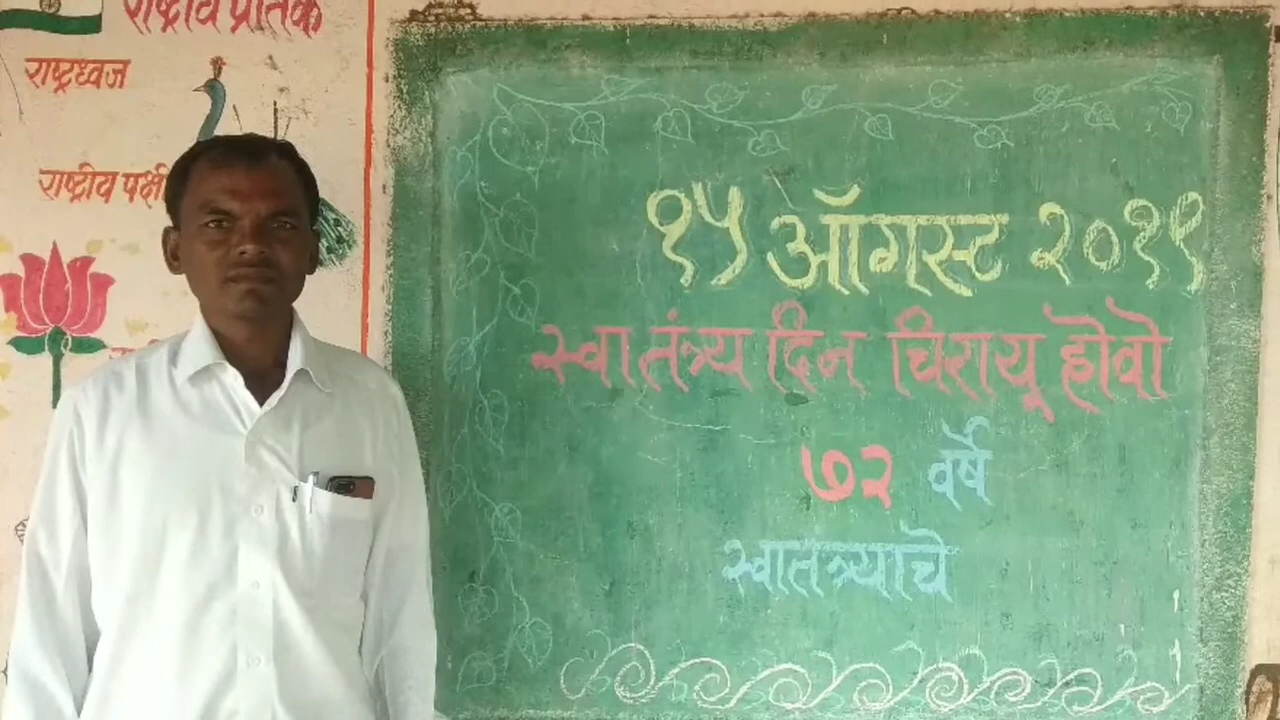 राष्ट्रीय प्रतिक
राष्ट्रध्वज
राष्ट्रीय पक्षी
१५ ऑगस्ट २०१९
स्वातंत्र्य दिन चिरायु होवो
७२ वर्षे
स्वातंत्र्याचे